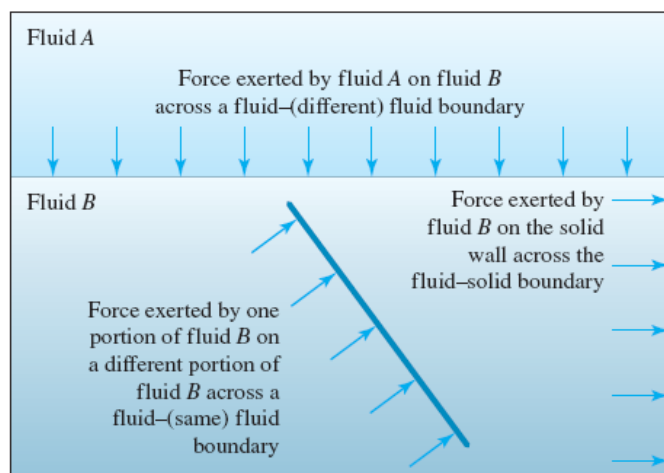 Fluid A
Force exerted by fluid A on fluid B
across a fluid–(different) fluid boundary
Fluid B
Force exerted by
fluid B on the solid
wall across the
fluid–solid boundary
Force exerted by one
portion of fluid B on
a different portion of
fluid B across a
fluid–(same) fluid
boundary